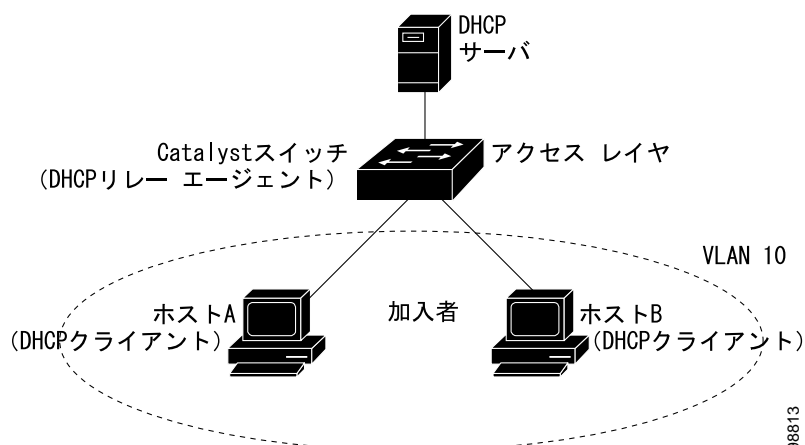 DHCP
サーバ
Catalystスイッチ
(DHCPリレー エージェント)
アクセス レイヤ
VLAN 10
ホストA
(DHCPクライアント)
加入者
ホストB
(DHCPクライアント)
98813